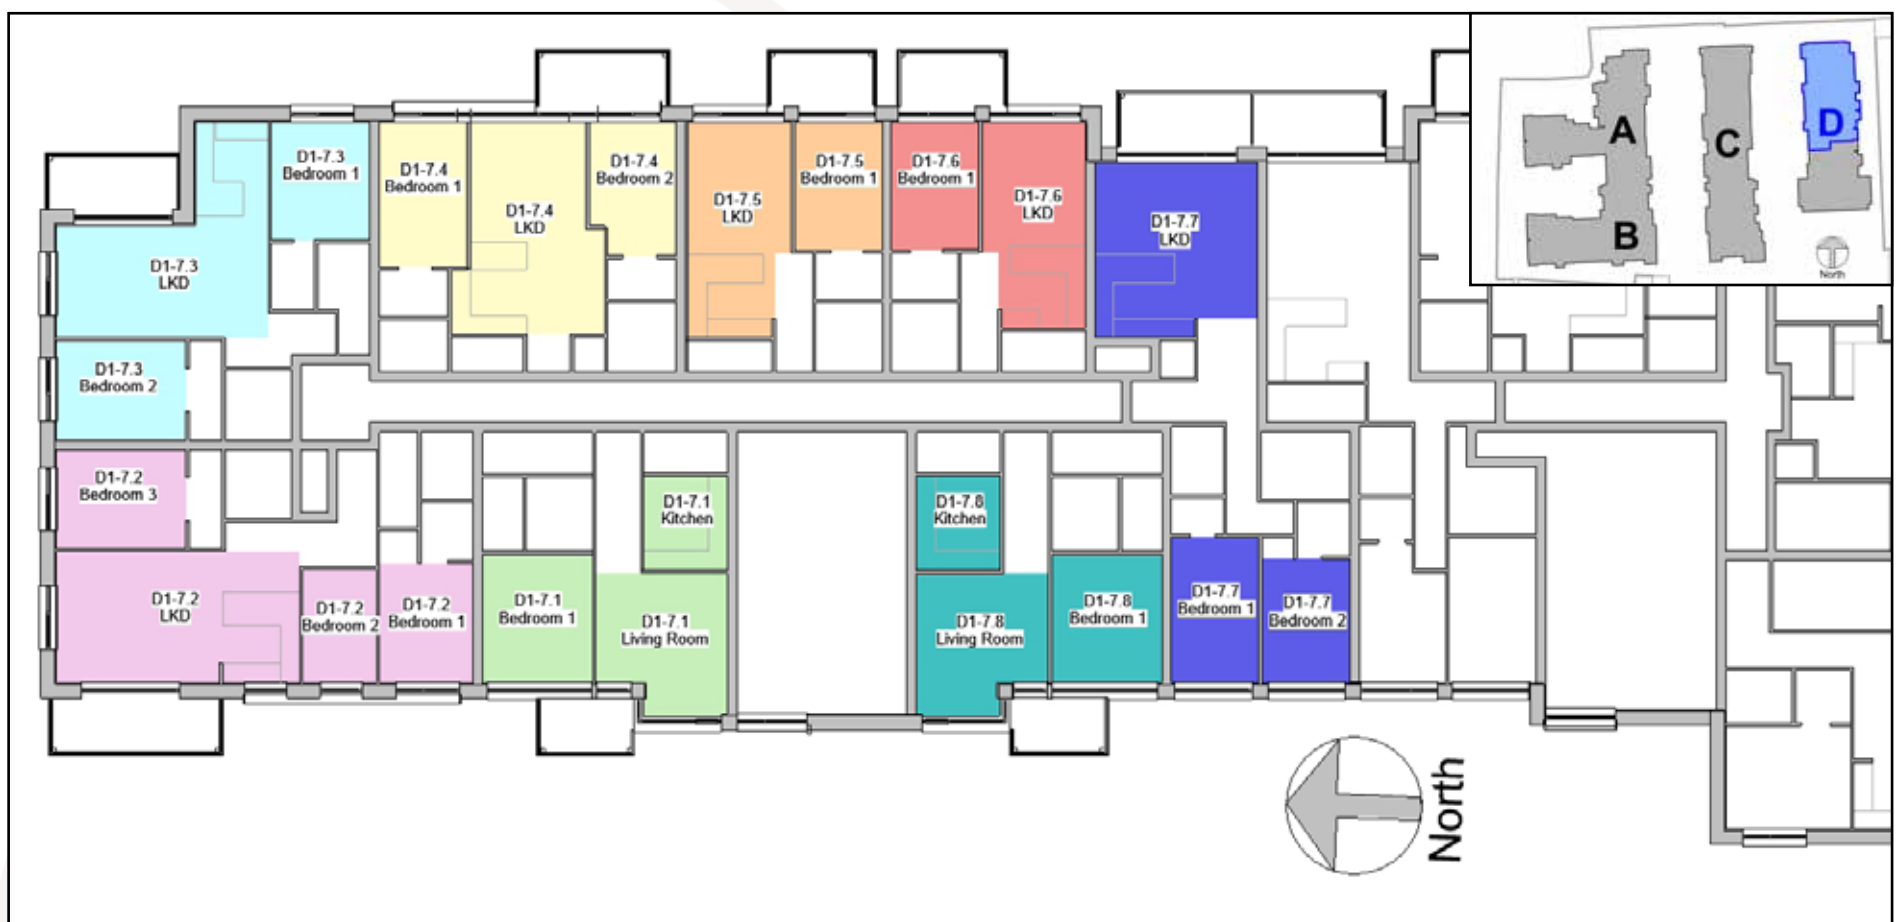 D1-7.3
Bedroom 1
D1-7.4
Bedroom 1
D1-7.4
LKD
D1-7.4
Bedroom 2
D1-7.5
LKD
D1-7.5
Bedroom 1
D1-7.6
Bedroom 1
D1-7.6
LKD
D1-7.7
LKD
D1-7.3
LKD
D1-7.3
Bedroom 2
D1-7.2
Bedroom 3
D1-7.2
LKD
D1-7.2
Bedroom 2
D1-7.2
Bedroom 1
D1-7.1
Bedroom 1
D1-7.1
Kitchen
D1-7.1
Living Room
D1-7.8
Kitchen
D1-7.8
Living Room
D1-7.8
Bedroom 1
D1-7.7
Bedroom 1
D1-7.7
Bedroom 2
A
B
C
D
North
North